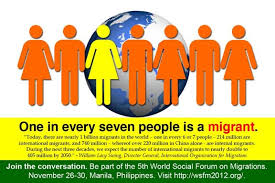 One in every seven people is a migrant.
"Today, there are nearly 1 billion migrants in the world – one in every 6 or 7 people – 214 million are
international migrants, and 740 million – whereof over 220 million in China alone - are internal migrants.
During the next three decades, we expect the number of international migrants to nearly double to
405 million by 2050." -William Lacy Swing, Director General, International Organization for Migrations.
Join the conversation. Be part of the 5th World Social Forum on Migrations.
November 26-30, Manila, Philippines. Visit http://wsfm2012.org/.